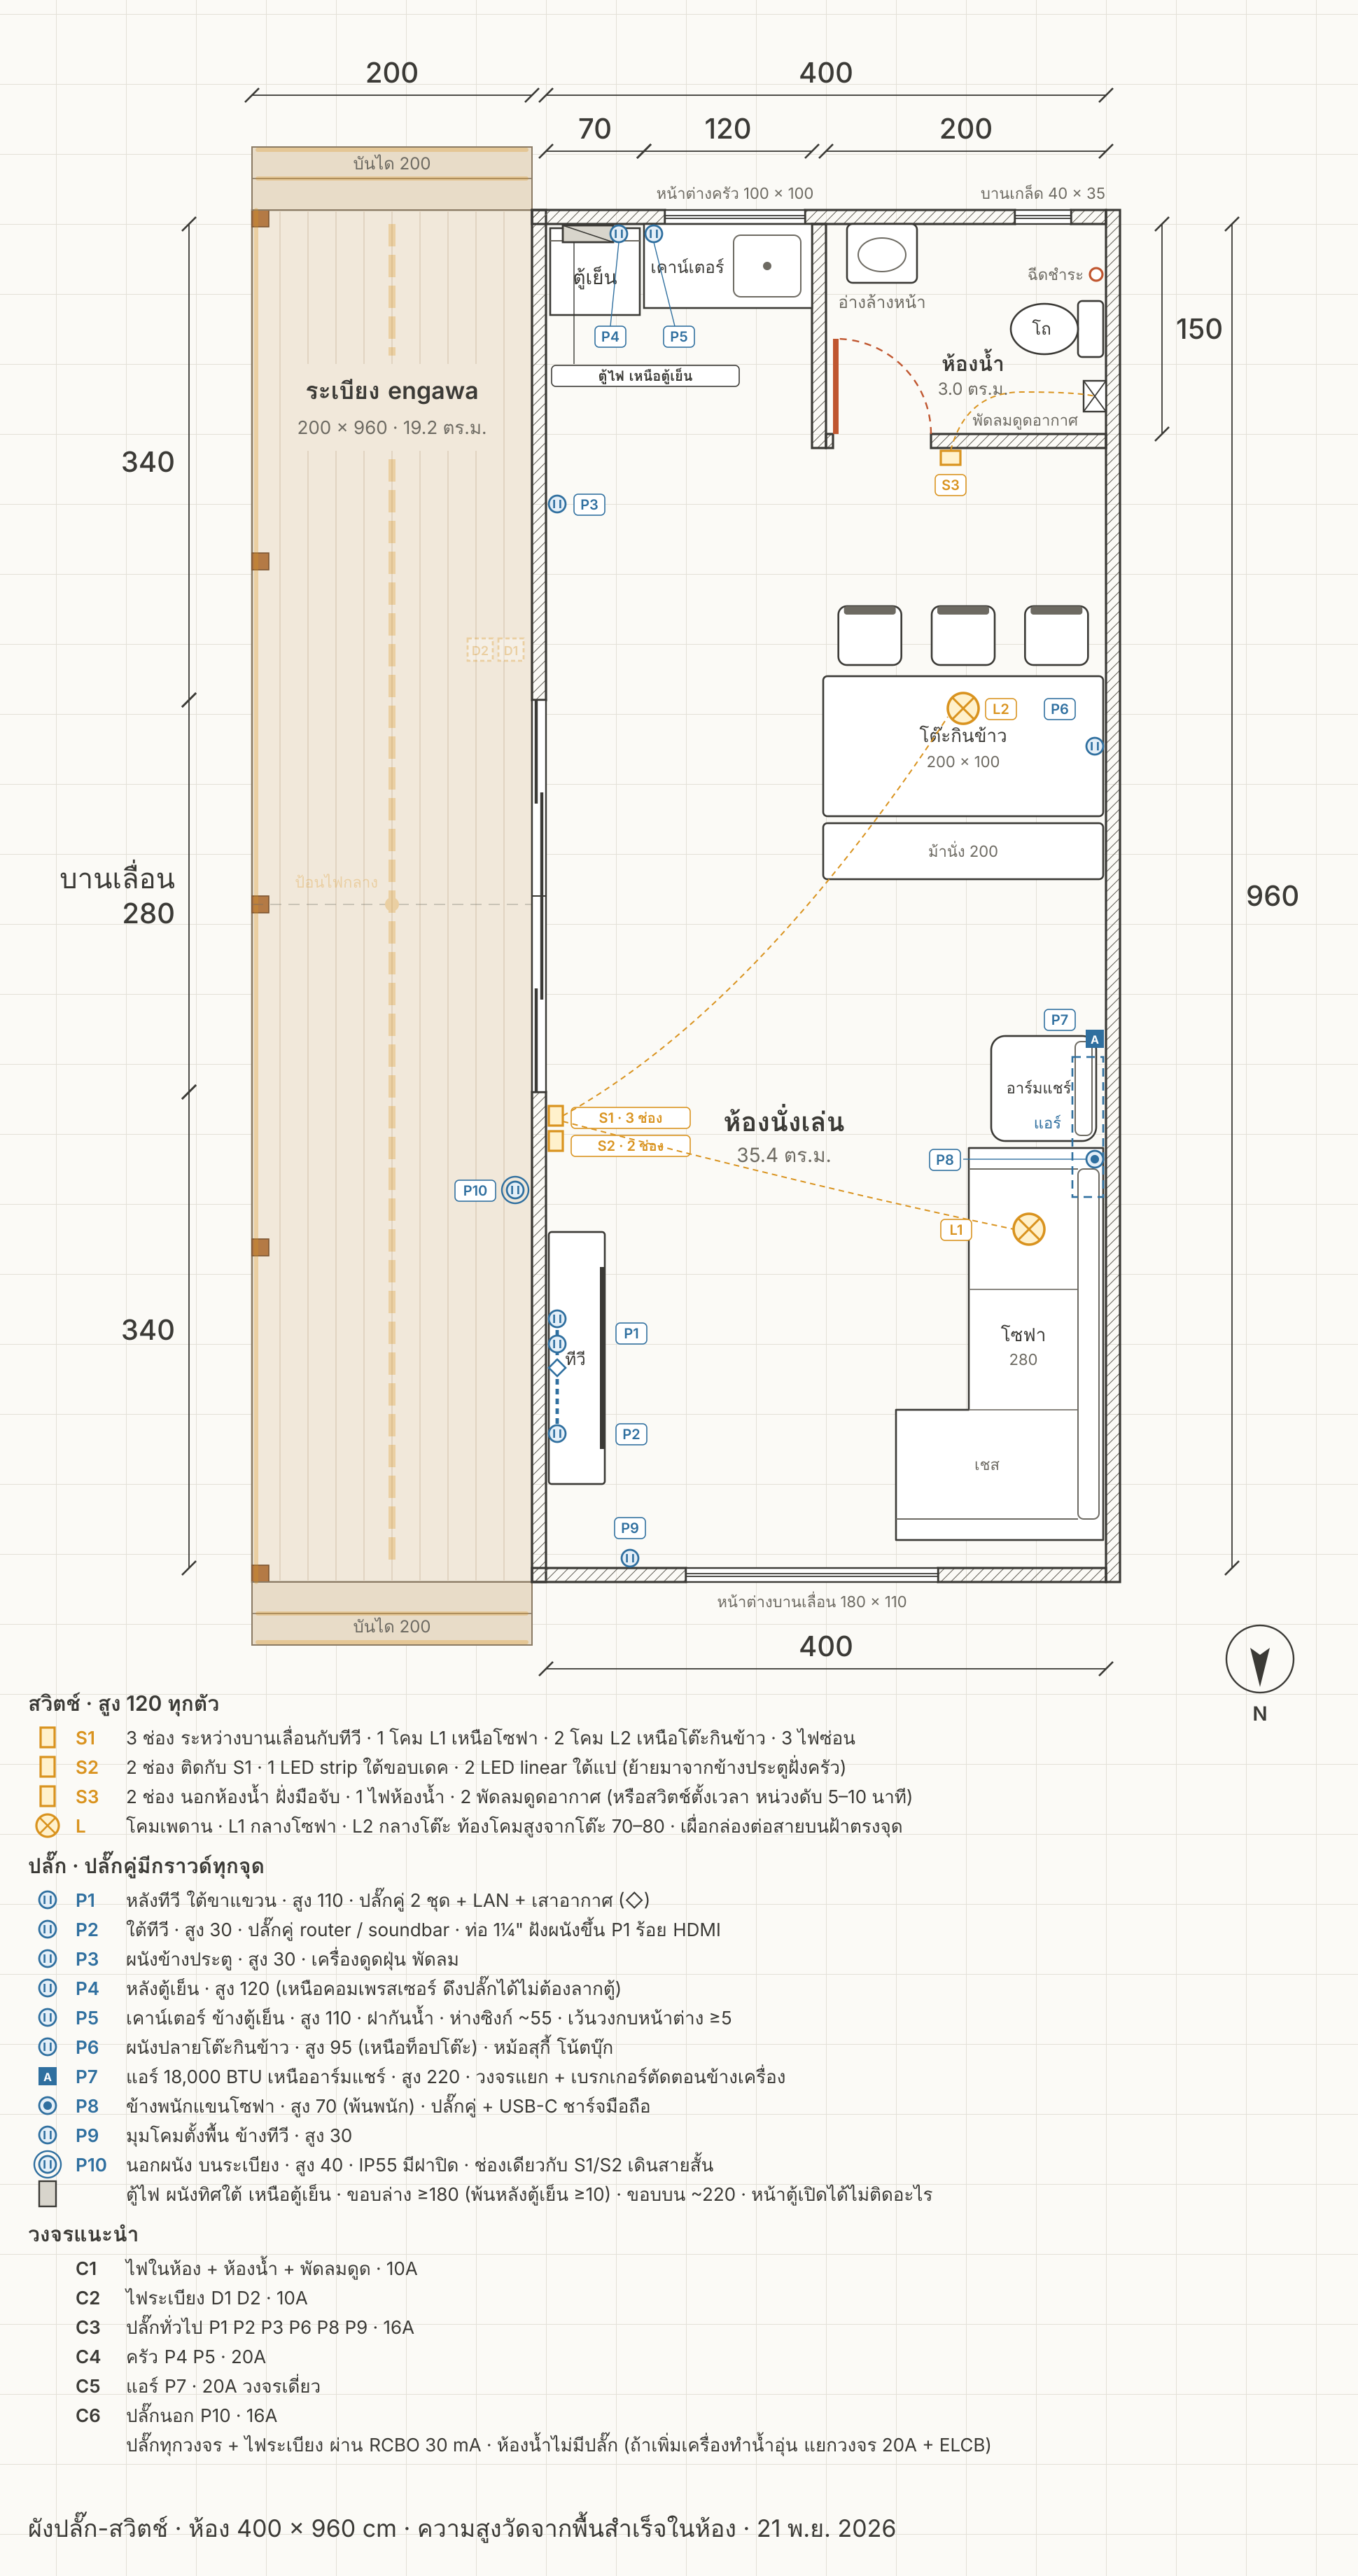 200
400
70
120
200
บันได 200
หน้าต่างครัว 100 × 100
บานเกล็ด 40 × 35
ตู้เย็น
เคาน์เตอร์
อ่างล้างหน้า
ฉีดชำระ
โถ
150
P4
P5
ตู้ไฟ เหนือตู้เย็น
ห้องน้ำ
3.0 ตร.ม.
พัดลมดูดอากาศ
ระเบียง engawa
200 × 960 · 19.2 ตร.ม.
340
S3
P3
D2
D1
L2
P6
โต๊ะกินข้าว
200 × 100
ม้านั่ง 200
ป้อนไฟกลาง
บานเลื่อน
280
960
P7
A
อาร์มแชร์
แอร์
S1 · 3 ช่อง
S2 · 2 ช่อง
ห้องนั่งเล่น
35.4 ตร.ม.
P8
P10
L1
340
P1
ทีวี
โซฟา
280
P2
เชส
P9
หน้าต่างบานเลื่อน 180 × 110
บันได 200
400
N
สวิตช์ · สูง 120 ทุกตัว
S1 3 ช่อง ระหว่างบานเลื่อนกับทีวี · 1 โคม L1 เหนือโซฟา · 2 โคม L2 เหนือโต๊ะกินข้าว · 3 ไฟซ่อน
S2 2 ช่อง ติดกับ S1 · 1 LED strip ใต้ขอบเดค · 2 LED linear ใต้แป (ย้ายมาจากข้างประตูฝั่งครัว)
S3 2 ช่อง นอกห้องน้ำ ฝั่งมือจับ · 1 ไฟห้องน้ำ · 2 พัดลมดูดอากาศ (หรือสวิตช์ตั้งเวลา หน่วงดับ 5–10 นาที)
L โคมเพดาน · L1 กลางโซฟา · L2 กลางโต๊ะ ท้องโคมสูงจากโต๊ะ 70–80 · เผื่อกล่องต่อสายบนฝ้าตรงจุด
ปลั๊ก · ปลั๊กคู่มีกราวด์ทุกจุด
P1 หลังทีวี ใต้ขาแขวน · สูง 110 · ปลั๊กคู่ 2 ชุด + LAN + เสาอากาศ (◇)
P2 ใต้ทีวี · สูง 30 · ปลั๊กคู่ router / soundbar · ท่อ 1¼" ฝังผนังขึ้น P1 ร้อย HDMI
P3 ผนังข้างประตู · สูง 30 · เครื่องดูดฝุ่น พัดลม
P4 หลังตู้เย็น · สูง 120 (เหนือคอมเพรสเซอร์ ดึงปลั๊กได้ไม่ต้องลากตู้)
P5 เคาน์เตอร์ ข้างตู้เย็น · สูง 110 · ฝากันน้ำ · ห่างซิงก์ ~55 · เว้นวงกบหน้าต่าง ≥5
P6 ผนังปลายโต๊ะกินข้าว · สูง 95 (เหนือท็อปโต๊ะ) · หม้อสุกี้ โน้ตบุ๊ก
A P7 แอร์ 18,000 BTU เหนืออาร์มแชร์ · สูง 220 · วงจรแยก + เบรกเกอร์ตัดตอนข้างเครื่อง
P8 ข้างพนักแขนโซฟา · สูง 70 (พ้นพนัก) · ปลั๊กคู่ + USB-C ชาร์จมือถือ
P9 มุมโคมตั้งพื้น ข้างทีวี · สูง 30
P10 นอกผนัง บนระเบียง · สูง 40 · IP55 มีฝาปิด · ช่องเดียวกับ S1/S2 เดินสายสั้น
ตู้ไฟ ผนังทิศใต้ เหนือตู้เย็น · ขอบล่าง ≥180 (พ้นหลังตู้เย็น ≥10) · ขอบบน ~220 · หน้าตู้เปิดได้ไม่ติดอะไร
วงจรแนะนำ
C1 ไฟในห้อง + ห้องน้ำ + พัดลมดูด · 10A
C2 ไฟระเบียง D1 D2 · 10A
C3 ปลั๊กทั่วไป P1 P2 P3 P6 P8 P9 · 16A
C4 ครัว P4 P5 · 20A
C5 แอร์ P7 · 20A วงจรเดี่ยว
C6 ปลั๊กนอก P10 · 16A
ปลั๊กทุกวงจร + ไฟระเบียง ผ่าน RCBO 30 mA · ห้องน้ำไม่มีปลั๊ก (ถ้าเพิ่มเครื่องทำน้ำอุ่น แยกวงจร 20A + ELCB)
ผังปลั๊ก-สวิตช์ · ห้อง 400 × 960 cm · ความสูงวัดจากพื้นสำเร็จในห้อง · 21 พ.ย. 2026